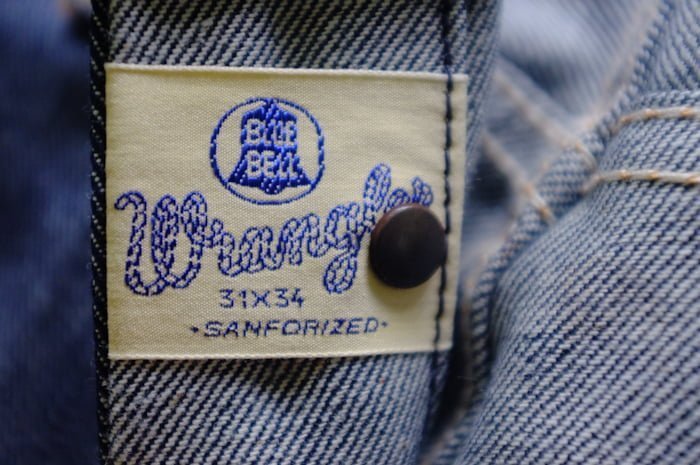 BLUE
BELL
Wrangler
31X34
•SANFORIZED•